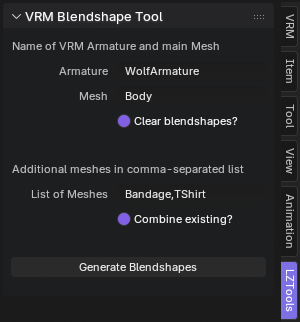 VRM Blendshape Tool
Name of VRM Armature and main Mesh
Armature WolfArmature
Mesh Body
Clear blendshapes?
Additional meshes in comma-separated list
List of Meshes Bandage,TShirt
Combine existing?
Generate Blendshapes
VRM
Item
Tool
View
Animation
LZTools